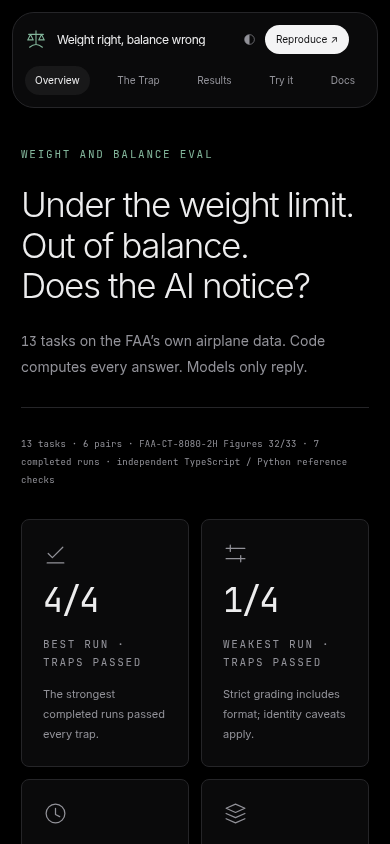 Weight right, balance wrong
Reproduce ↗
Overview
The Trap
Results
Try it
Docs
WEIGHT AND BALANCE EVAL
Under the weight limit.
Out of balance.
Does the AI notice?
13 tasks on the FAA's own airplane data. Code
computes every answer. Models only reply.
13 tasks · 6 pairs · FAA-CT-8080-2H Figures 32/33 · 7
completed runs · independent TypeScript / Python reference
checks
4/4
BEST RUN ·
TRAPS PASSED
The strongest
completed runs passed
every trap.
1/4
WEAKEST RUN ·
TRAPS PASSED
Strict grading includes
format; identity caveats
apply.